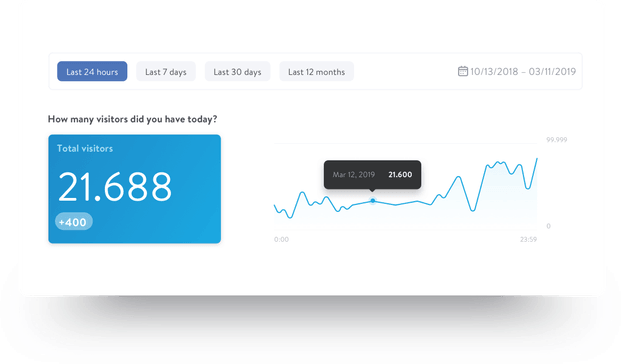 Last 24 hours Last 7 days Last 30 days Last 12 months 10/13/2018 – 03/11/2019
How many visitors did you have today?
Total visitors
21.688
+400
99,999
Mar 12, 2019 21.600
0
0:00 23:59